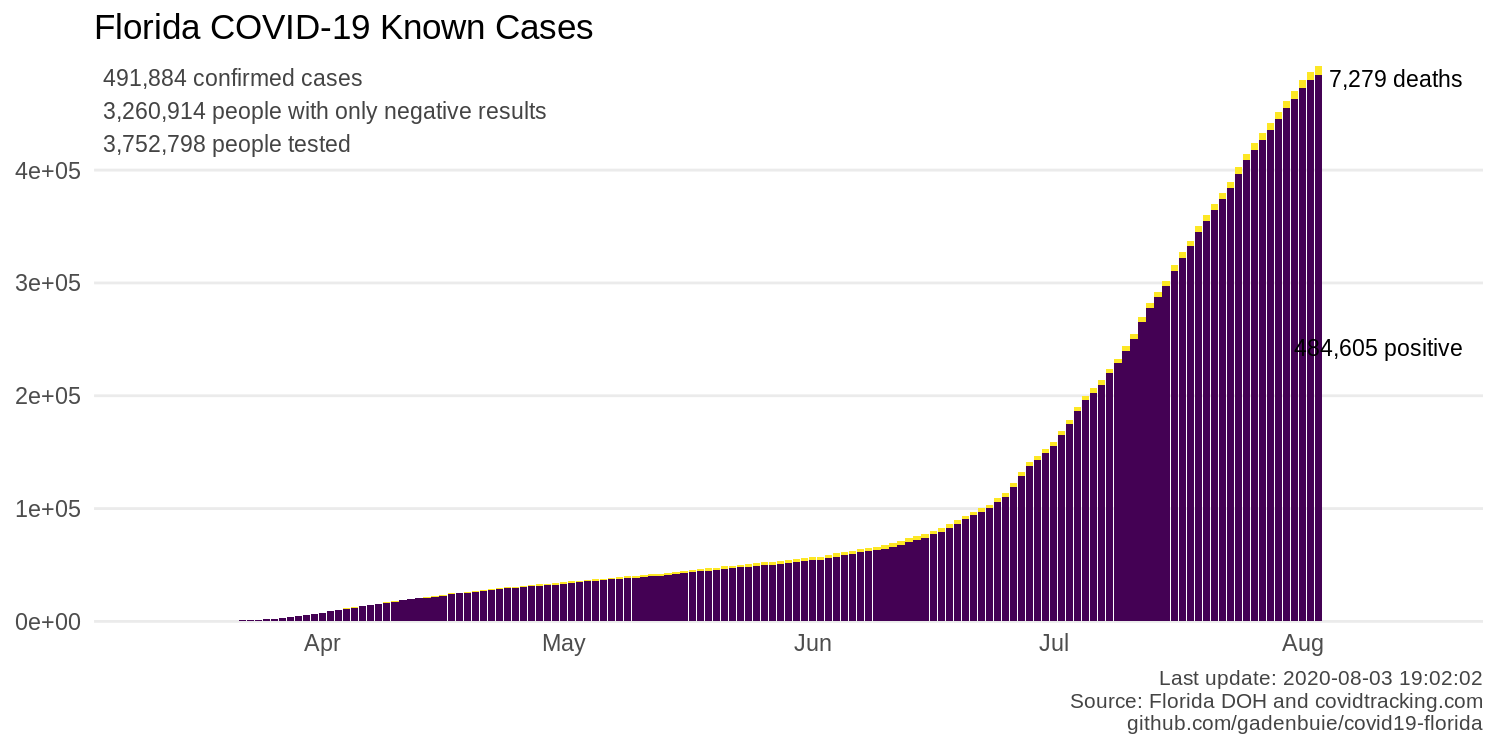 Florida COVID-19 Known Cases
491,884 confirmed cases
3,260,914 people with only negative results
3,752,798 people tested
7,279 deaths
484,605 positive
4e+05
3e+05
2e+05
1e+05
0e+00
Apr
May
Jun
Jul
Aug
Last update: 2020-08-03 19:02:02
Source: Florida DOH and covidtracking.com
github.com/gadenbuie/covid19-florida